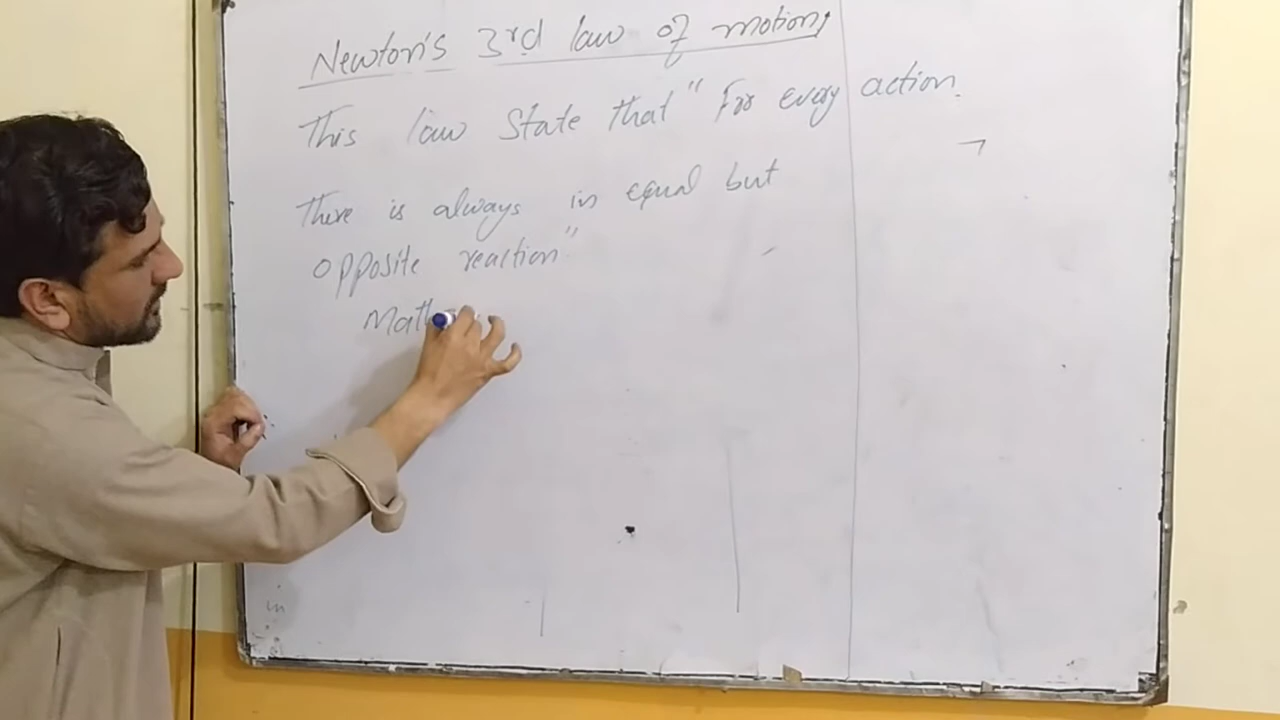 Newton's 3rd law of motion;
This law State that " For every action.
There is always in equal but
opposite reaction"
Math